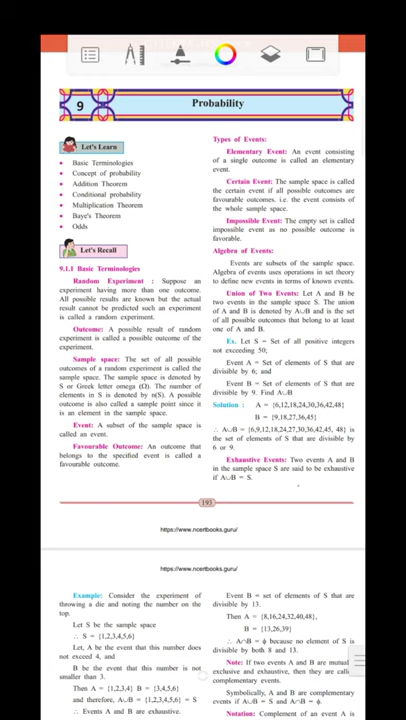 9
Probability
Let's Learn
• Basic Terminologies
• Concept of probability
• Addition Theorem
• Conditional probability
• Multiplication Theorem
• Baye's Theorem
• Odds
Let's Recall
9.1.1 Basic Terminologies
Random Experiment : Suppose an
experiment having more than one outcome.
All possible results are known but the actual
result cannot be predicted such an experiment
is called a random experiment.
Outcome: A possible result of random
experiment is called a possible outcome of the
experiment.
Sample space: The set of all possible
outcomes of a random experiment is called the
sample space. The sample space is denoted by
S or Greek letter omega (Ω). The number of
elements in S is denoted by n(S). A possible
outcome is also called a sample point since it
is an element in the sample space.
Event: A subset of the sample space is
called an event.
Favourable Outcome: An outcome that
belongs to the specified event is called a
favourable outcome.
Types of Events:
Elementary Event: An event consisting
of a single outcome is called an elementary
event.
Certain Event: The sample space is called
the certain event if all possible outcomes are
favourable outcomes. i.e. the event consists of
the whole sample space.
Impossible Event: The empty set is called
impossible event as no possible outcome is
favorable.
Algebra of Events:
Events are subsets of the sample space.
Algebra of events uses operations in set theory
to define new events in terms of known events.
Union of Two Events: Let A and B be
two events in the sample space S. The union
of A and B is denoted by A∪B and is the set
of all possible outcomes that belong to at least
one of A and B.
Ex. Let S = Set of all positive integers
not exceeding 50;
Event A = Set of elements of S that are
divisible by 6; and
Event B = Set of elements of S that are
divisible by 9. Find A∪B
Solution : A = {6,12,18,24,30,36,42,48}
B = {9,18,27,36,45}
∴ A∪B = {6,9,12,18,24,27,30,36,42,45, 48} is
the set of elements of S that are divisible by
6 or 9.
Exhaustive Events: Two events A and B
in the sample space S are said to be exhaustive
if A∪B = S.
193
https://www.ncertbooks.guru/
https://www.ncertbooks.guru/
Example: Consider the experiment of
throwing a die and noting the number on the
top.
Let S be the sample space
∴ S = {1,2,3,4,5,6}
Let, A be the event that this number does
not exceed 4, and
B be the event that this number is not
smaller than 3.
Then A = {1,2,3,4} B = {3,4,5,6}
and therefore, A∪B = {1,2,3,4,5,6} = S
∴ Events A and B are exhaustive.
Event B = set of elements of S that are
divisible by 13.
Then A = {8,16,24,32,40,48},
B = {13,26,39}
∴ A∩B = ϕ because no element of S is
divisible by both 8 and 13.
Note: If two events A and B are mutual
exclusive and exhaustive, then they are calle
complementary events.
Symbolically, A and B are complementary
events if A∪B = S and A∩B = ϕ.
Notation: Complement of an event A is